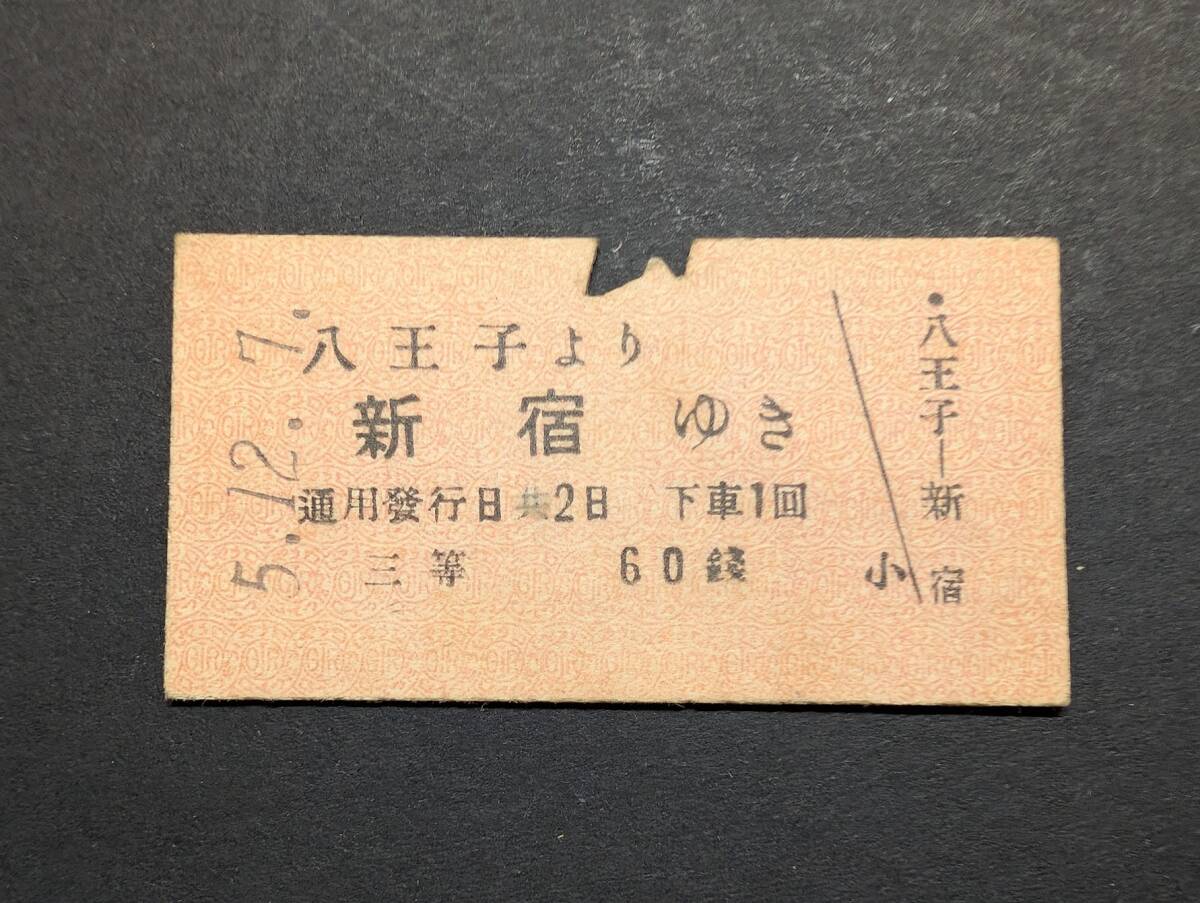 八王子より
新宿ゆき
通用發行日共2日 下車1回
三等 60錢
小
八王子―新宿
5.12.7.